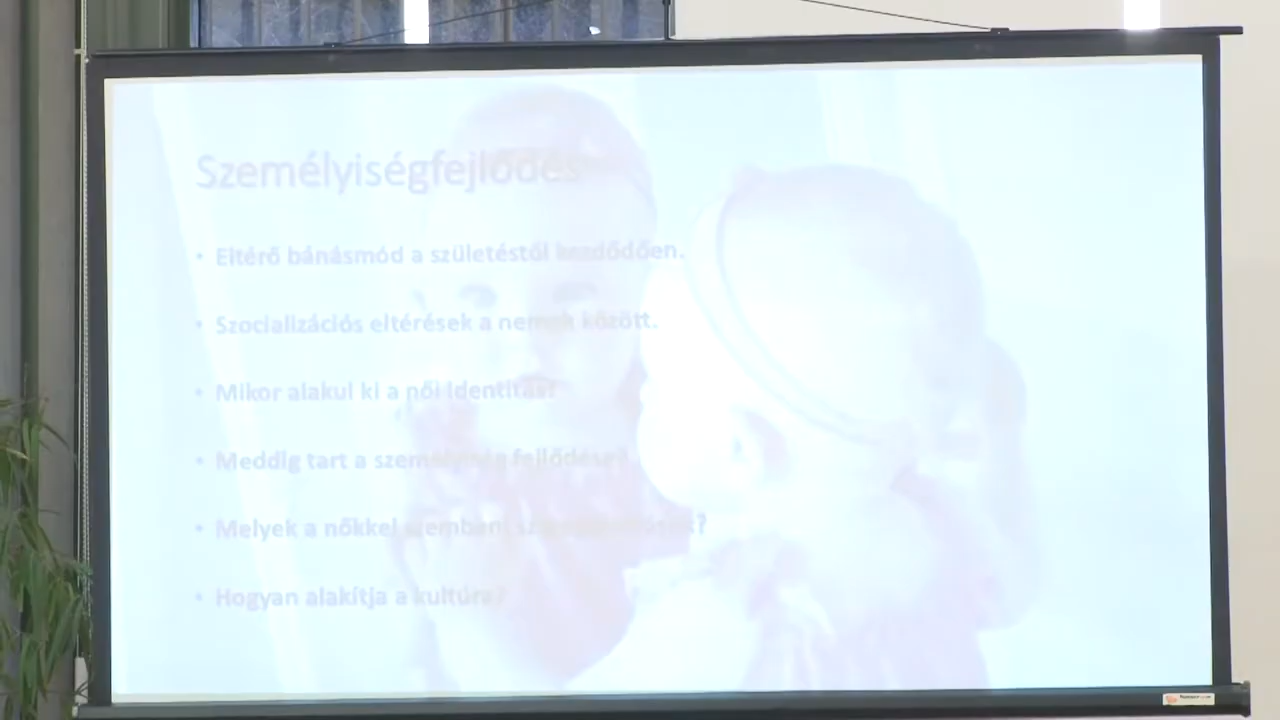 Személyiségfejlődés
• Eltérő bánásmód a születéstől kezdődően.
• Szocializációs eltérések a nemek között.
• Mikor alakul ki a női identitás?
• Meddig tart a személyiség fejlődése?
• Melyek a nőkkel szembeni
• Hogyan alakítja a kultúra?